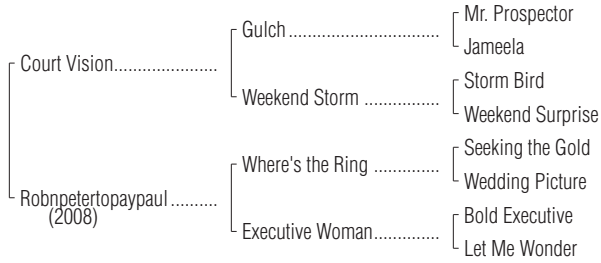 Mr. Prospector
Gulch
Jameela
Court Vision
Storm Bird
Weekend Storm
Weekend Surprise
Seeking the Gold
Where's the Ring
Wedding Picture
Robnpetertopaypaul
(2008)
Bold Executive
Executive Woman
Let Me Wonder